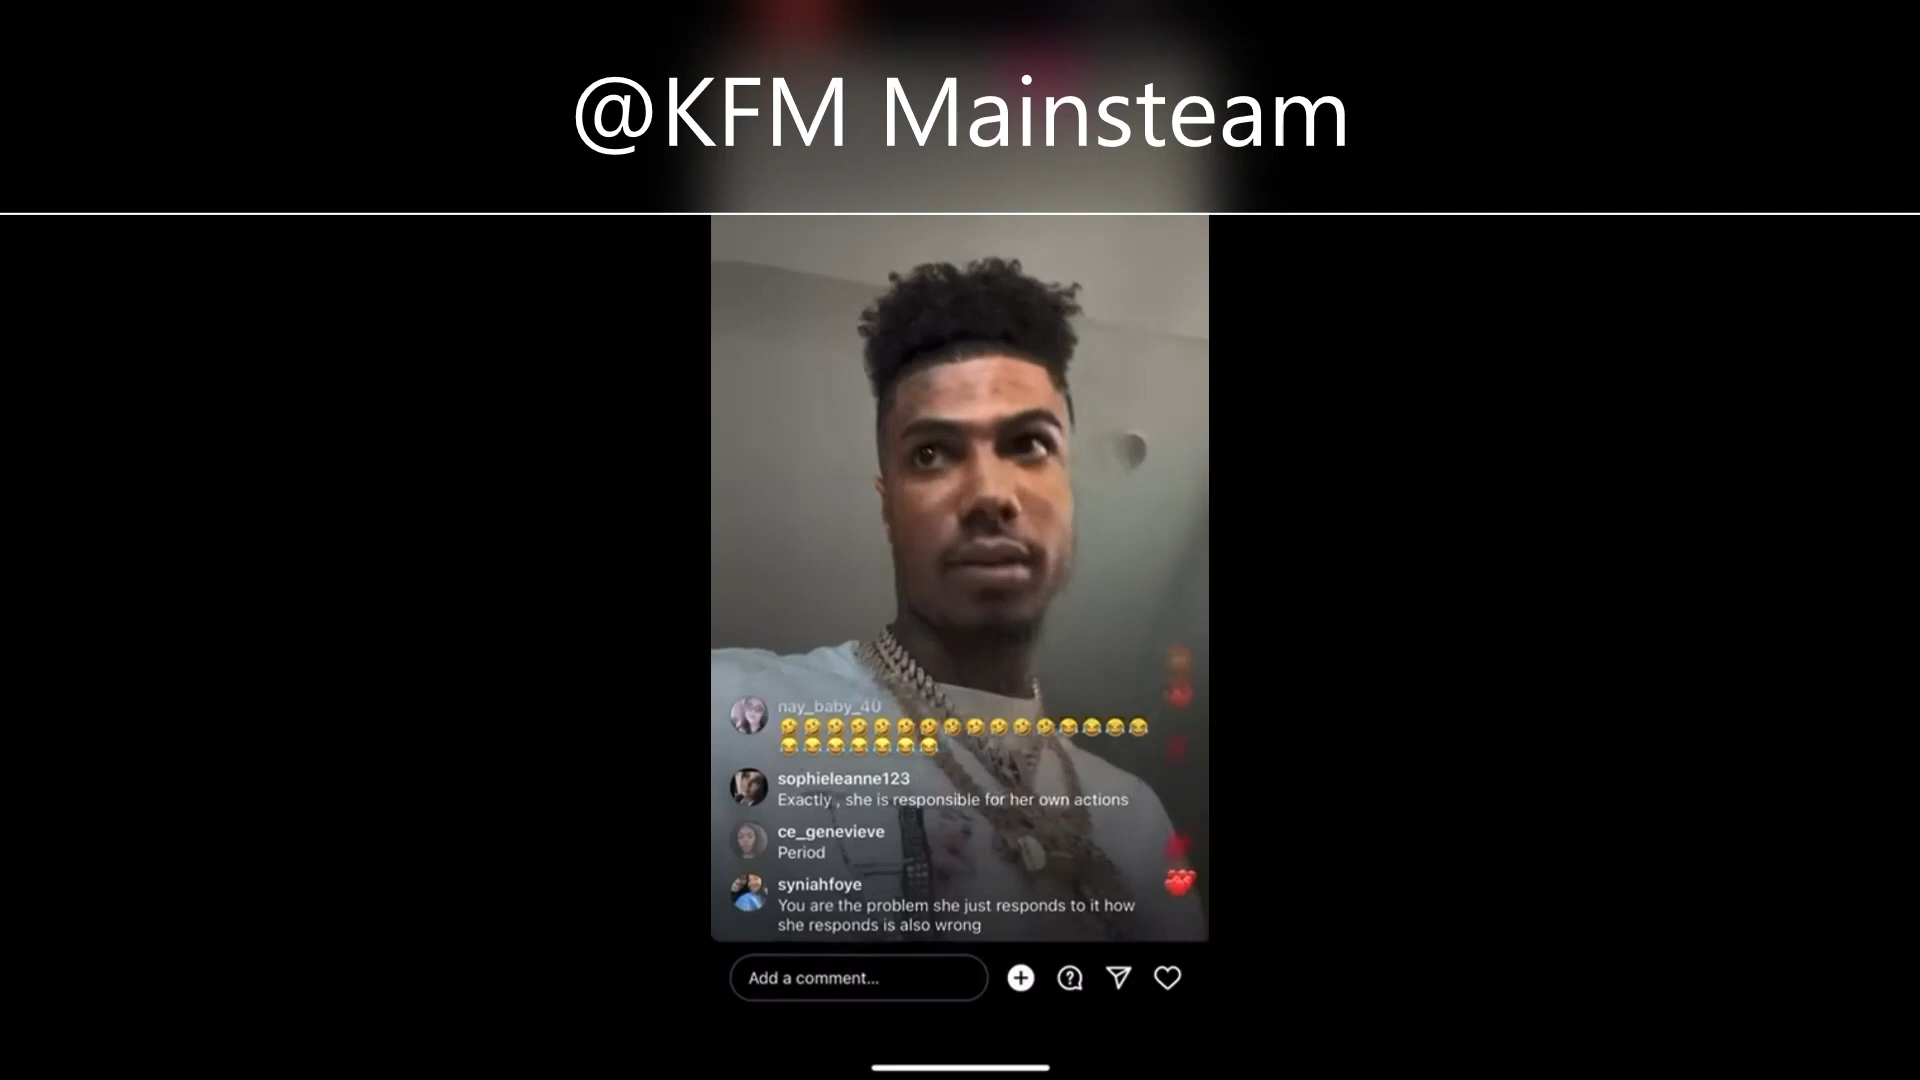 @KFM Mainsteam
nay_baby_40
🤣🤣🤣🤣🤣🤣🤣🤣🤣🤣🤣🤣😂😂😂😂
😂😂😂😂😂😂😂
sophieleanne123
Exactly , she is responsible for her own actions
ce_genevieve
Period
syniahfoye
You are the problem she just responds to it how
she responds is also wrong
Add a comment...